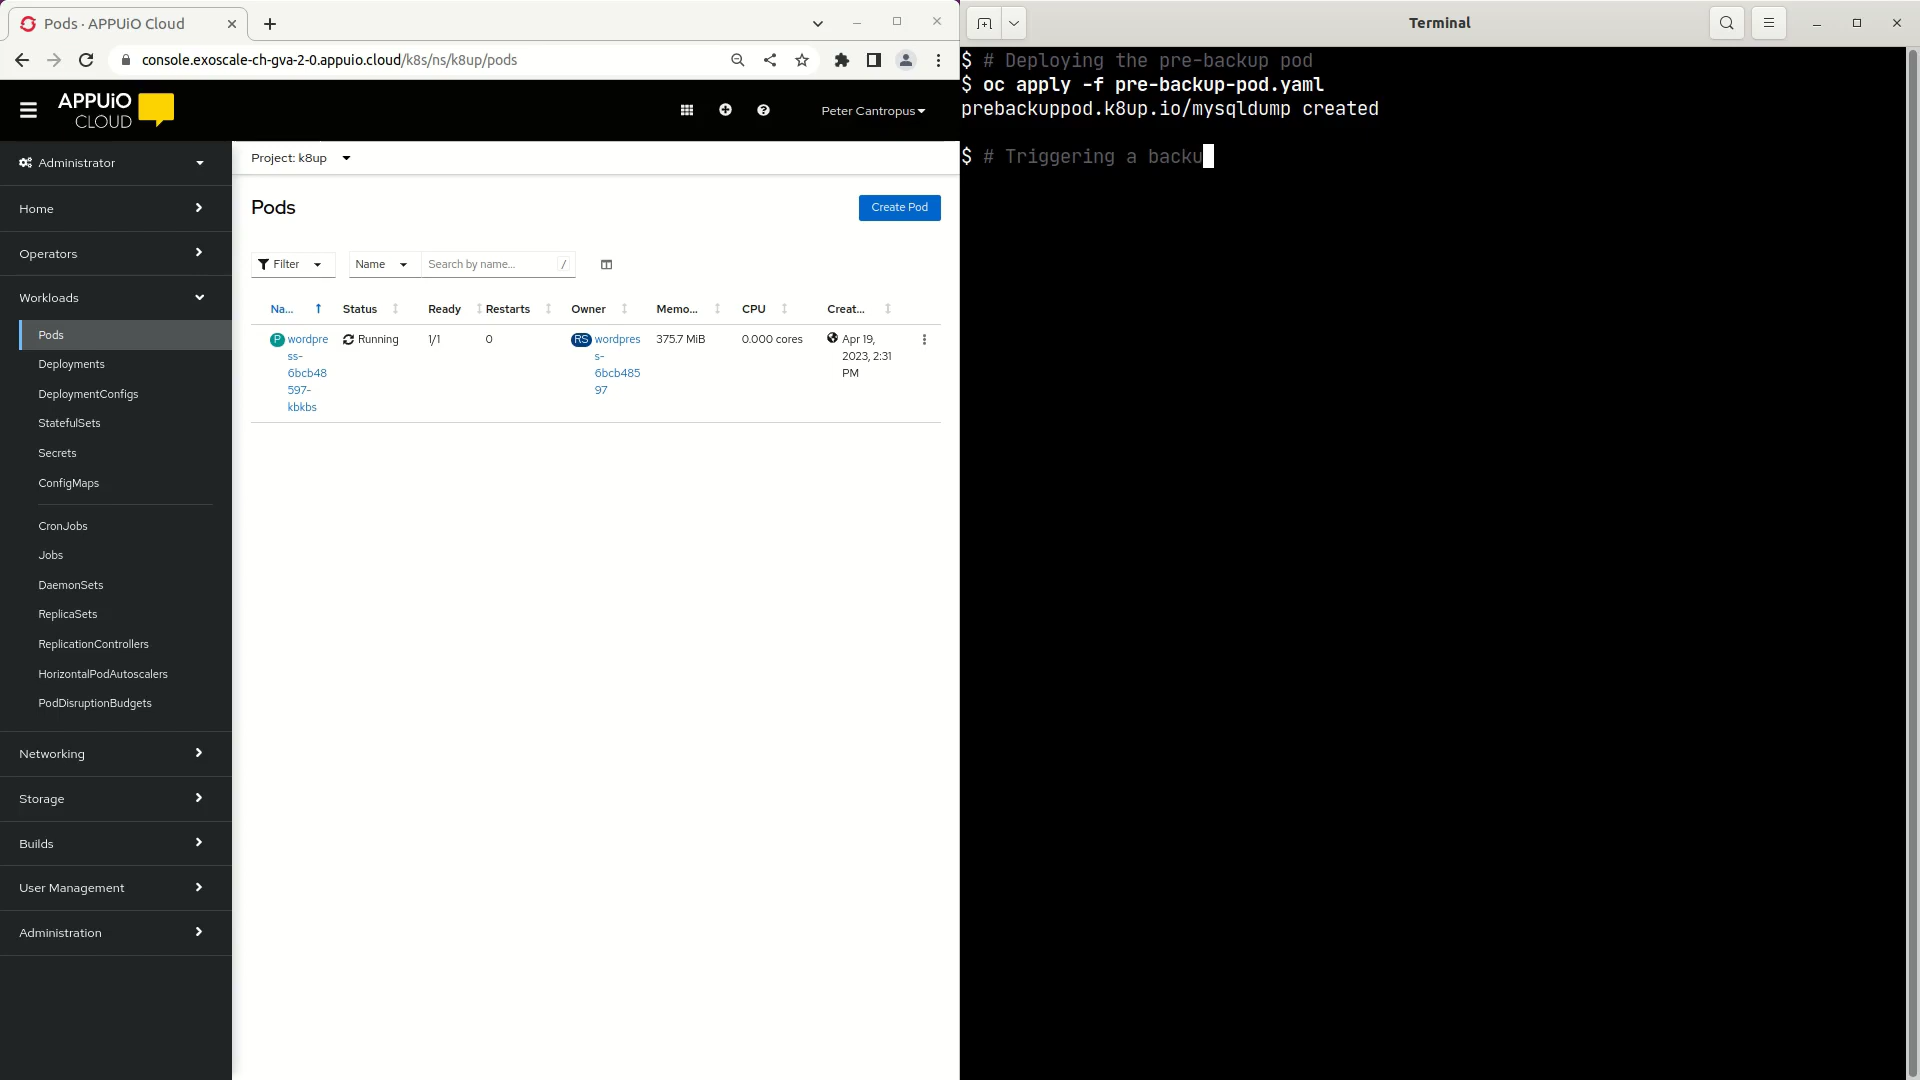 Pods · APPUiO Cloud
console.exoscale-ch-gva-2-0.appuio.cloud/k8s/ns/k8up/pods
APPUiO
CLOUD
Peter Cantropus
Administrator
Home
Operators
Workloads
Pods
Deployments
DeploymentConfigs
StatefulSets
Secrets
ConfigMaps
CronJobs
Jobs
DaemonSets
ReplicaSets
ReplicationControllers
HorizontalPodAutoscalers
PodDisruptionBudgets
Networking
Storage
Builds
User Management
Administration
Project: k8up
Pods
Create Pod
Filter
Name
Search by name...
/
Na... Status Ready Restarts Owner Memo... CPU Creat...
P wordpre Running 1/1 0 RS wordpres 375.7 MiB 0.000 cores Apr 19,
ss- s- 2023, 2:31
6bcb48 6bcb485 PM
597- 97
kbkbs
Terminal
$ # Deploying the pre-backup pod
$ oc apply -f pre-backup-pod.yaml
prebackuppod.k8up.io/mysqldump created
$ # Triggering a backu